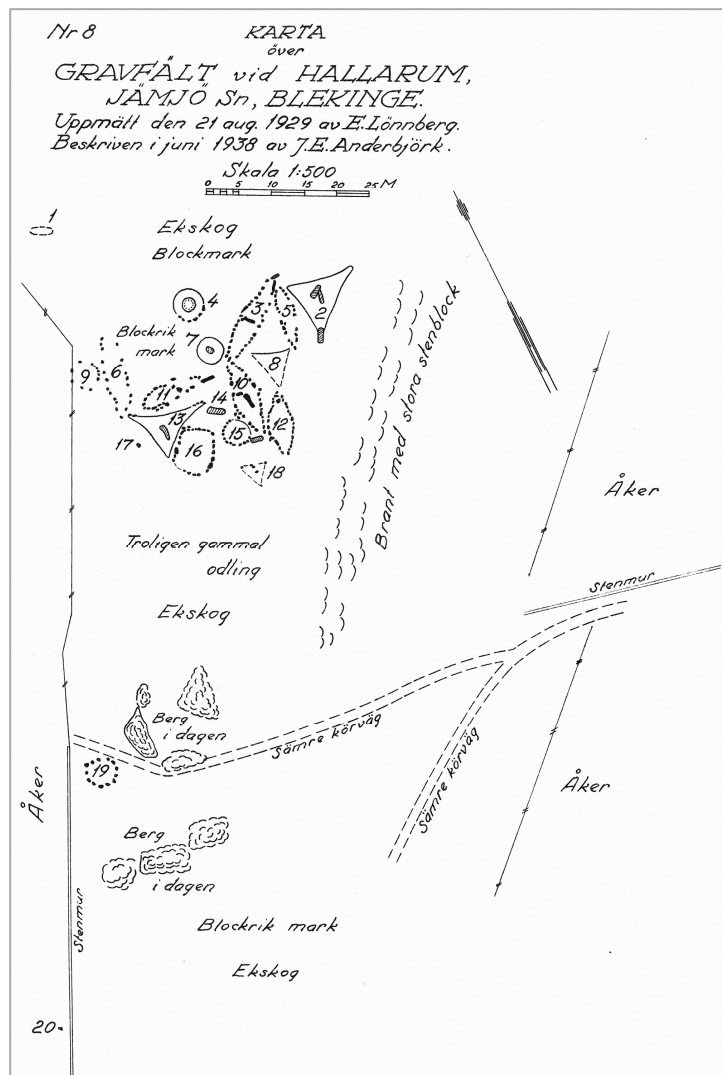 Nr 8
KARTA
över
GRAVFÄLT vid HALLARUM,
JÄMJÖ Sn, BLEKINGE.
Uppmätt den 21 aug. 1929 av E. Lönnberg.
Beskriven i juni 1938 av J.E. Anderbjörk.
Skala 1:500
0 5 10 15 20 25 M
1
Ekskog
Blockmark
4
3
5
2
Blockrik
mark
7
8
9
6
11
10
14
13
15
12
17
16
18
Brant med stora stenblock
Åker
Troligen gammal
odling
Ekskog
Stenmur
Berg
i dagen
Sämre körväg
Sämre körväg
19
Åker
Åker
Berg
i dagen
Stenmur
Blockrik mark
Ekskog
20